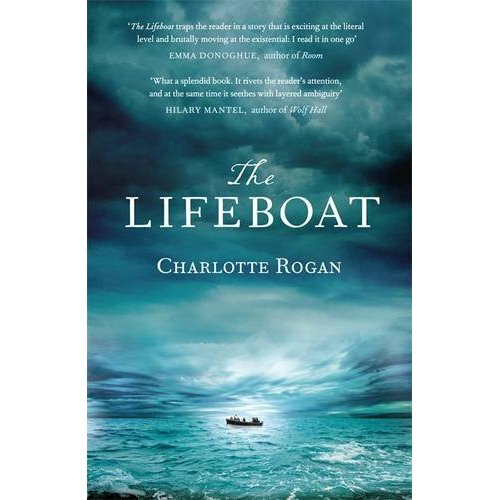 'The Lifeboat traps the reader in a story that is exciting at the literal
level and brutally moving at the existential: I read it in one go'
EMMA DONOGHUE, author of Room
'What a splendid book. It rivets the reader's attention,
and at the same time it seethes with layered ambiguity'
HILARY MANTEL, author of Wolf Hall
The
LIFEBOAT
CHARLOTTE ROGAN